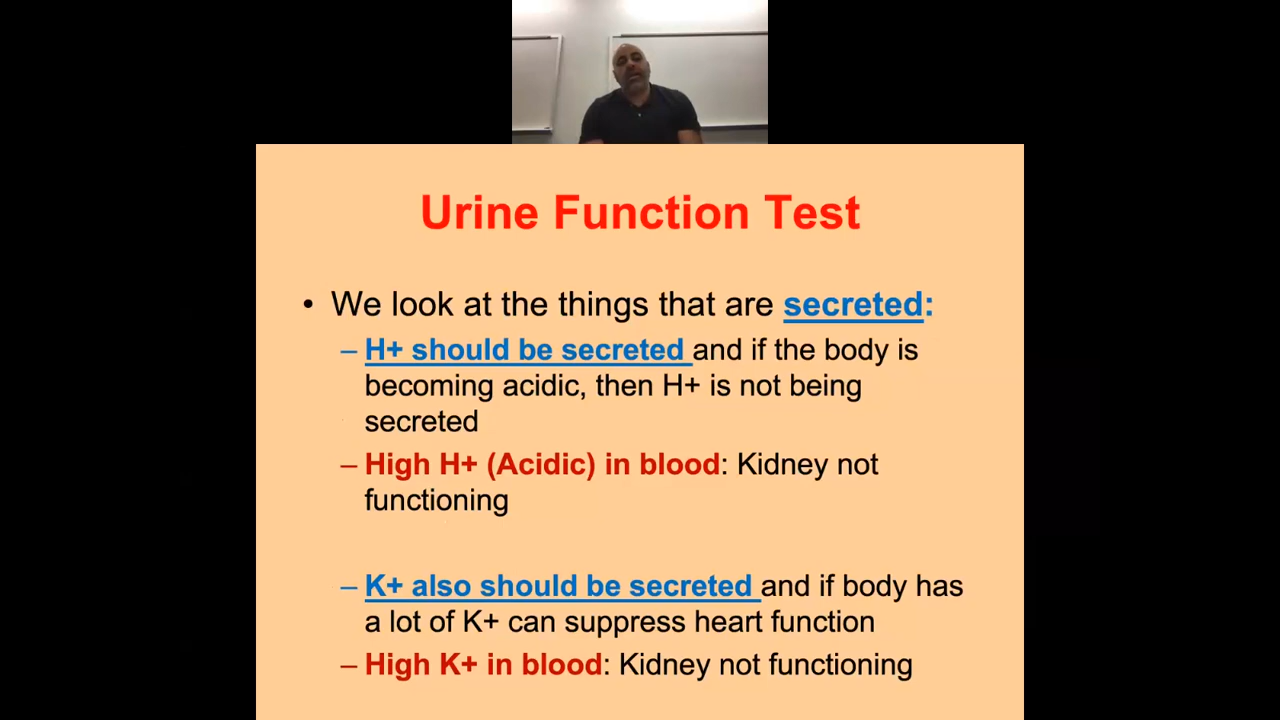 Urine Function Test
• We look at the things that are secreted:
– H+ should be secreted and if the body is
becoming acidic, then H+ is not being
secreted
– High H+ (Acidic) in blood: Kidney not
functioning
– K+ also should be secreted and if body has
a lot of K+ can suppress heart function
– High K+ in blood: Kidney not functioning